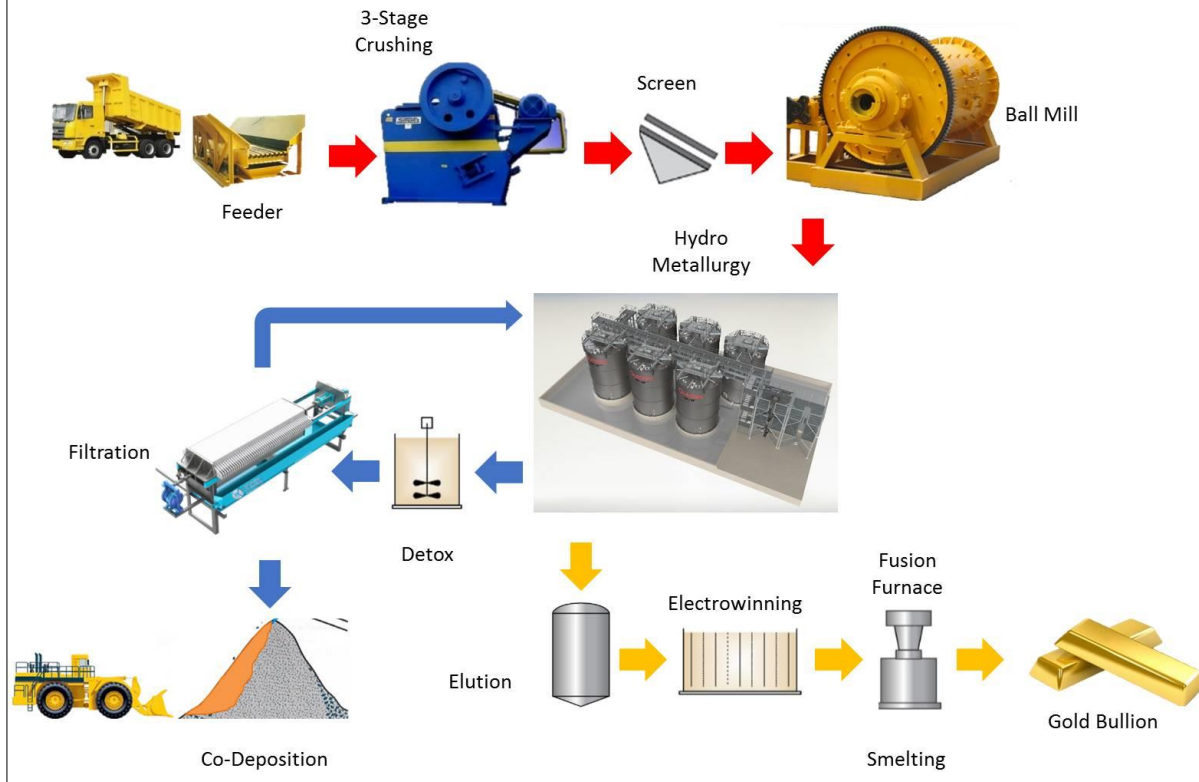 3-Stage
Crushing
Screen
Ball Mill
Feeder
Hydro
Metallurgy
Filtration
Detox
Fusion
Furnace
Electrowinning
Elution
Gold Bullion
Co-Deposition
Smelting